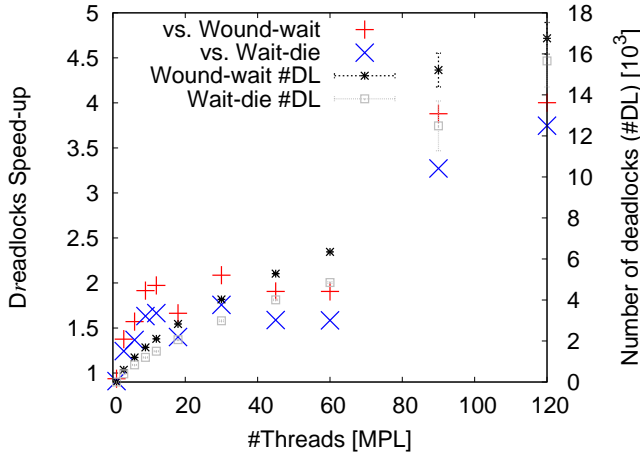 5
4.5
4
3.5
3
2.5
2
1.5
1
Dreadlocks Speed-up
vs. Wound-wait
vs. Wait-die
Wound-wait #DL
Wait-die #DL
18
16
14
12
10
8
6
4
2
0
Number of deadlocks (#DL) [10³]
0 20 40 60 80 100 120
#Threads [MPL]